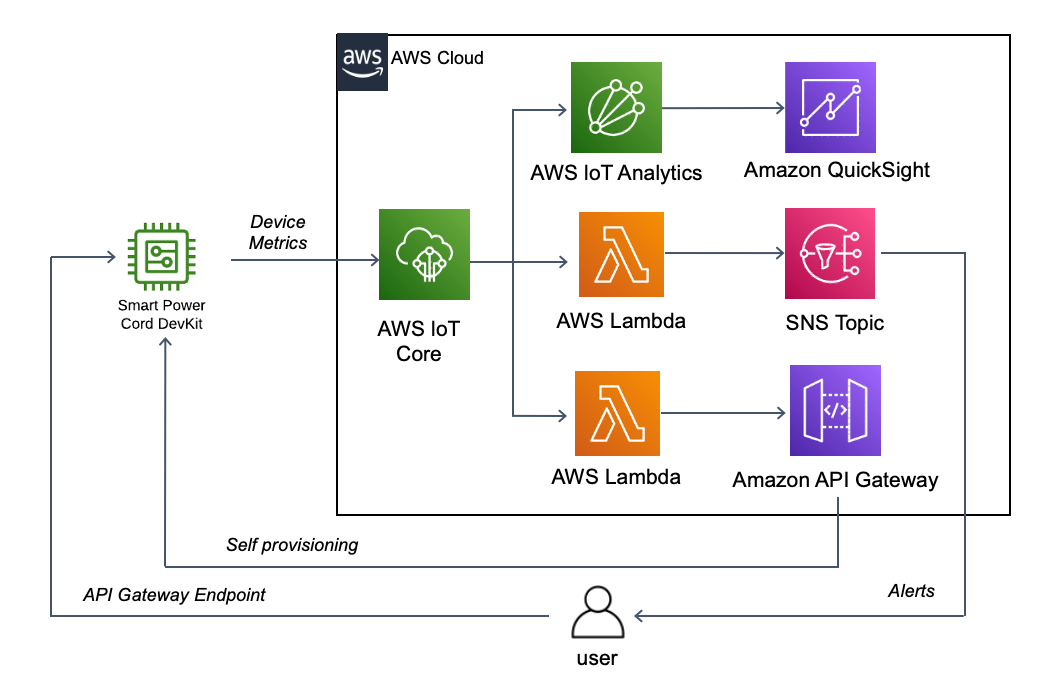 aws
AWS Cloud
AWS IoT Analytics
Amazon QuickSight
Device
Metrics
Smart Power
Cord DevKit
AWS IoT
Core
AWS Lambda
SNS Topic
</>
AWS Lambda
Amazon API Gateway
Self provisioning
API Gateway Endpoint
Alerts
user